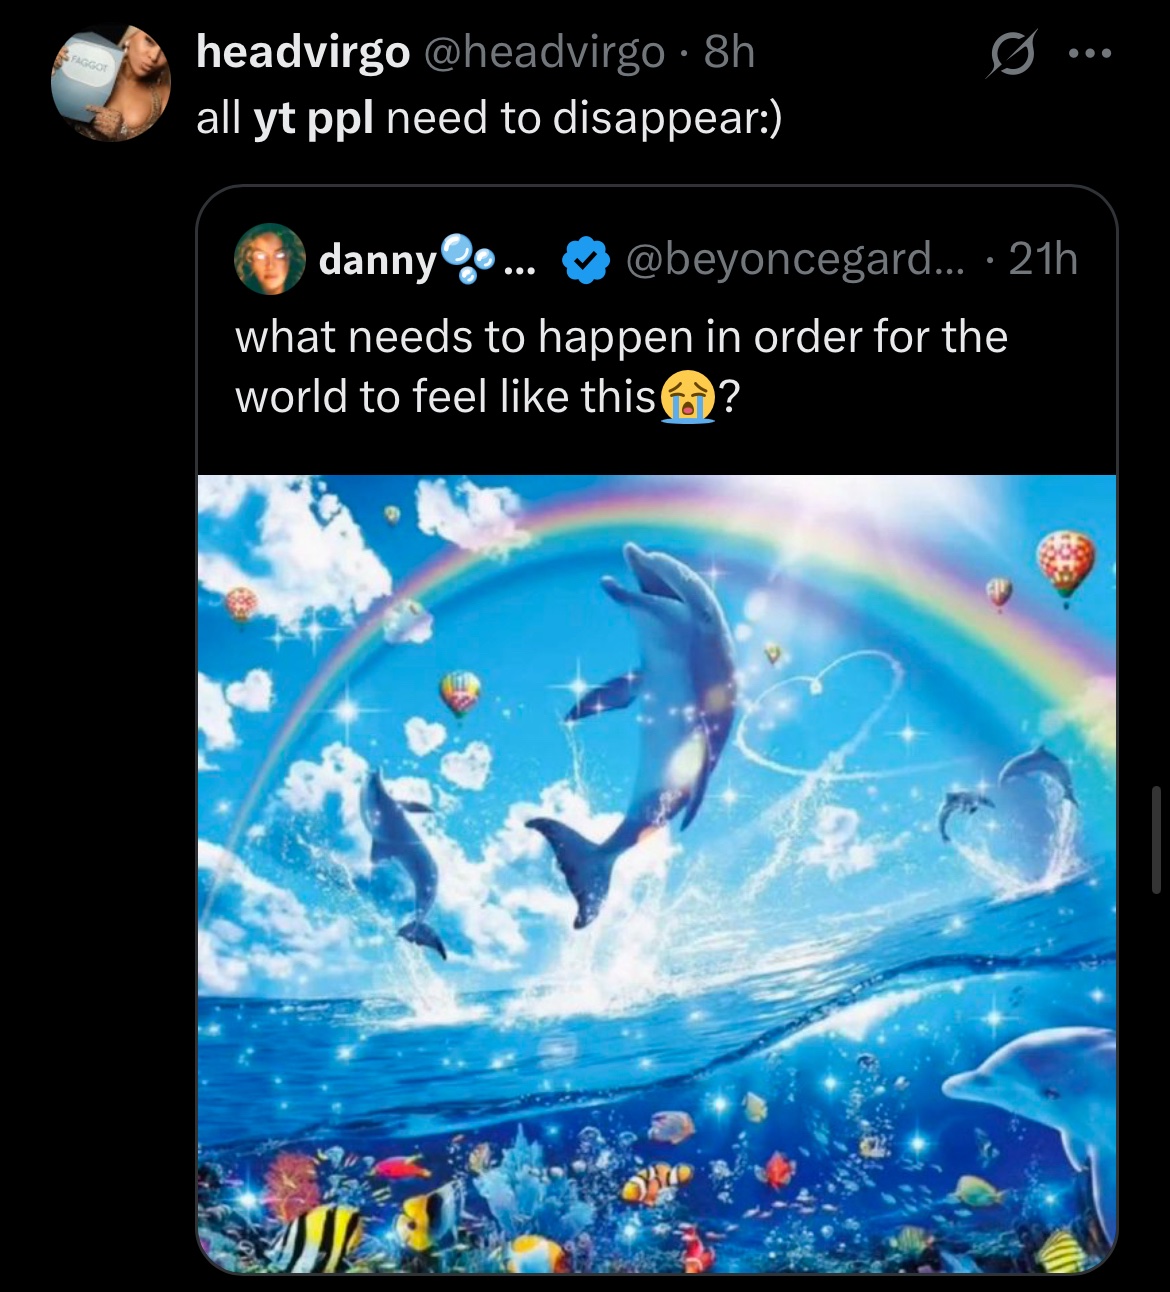 headvirgo @headvirgo · 8h
FAGGOT
all yt ppl need to disappear:)
danny🫧... @beyoncegard... · 21h
what needs to happen in order for the
world to feel like this😭?